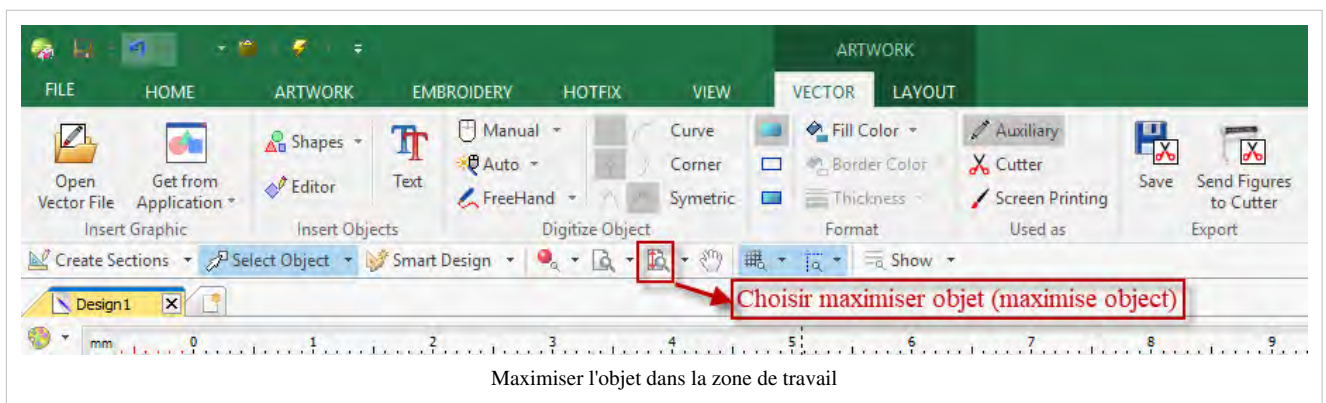 ARTWORK
FILE HOME ARTWORK EMBROIDERY HOTFIX VIEW VECTOR LAYOUT
Open Vector File
Get from Application
Shapes
Editor
Text
Manual
Auto
FreeHand
Curve
Corner
Symetric
Fill Color
Border Color
Thickness
Auxiliary
Cutter
Screen Printing
Save
Send Figures to Cutter
Insert Graphic Insert Objects Digitize Object Format Used as Export
Create Sections Select Object Smart Design Show
Design1
Choisir maximiser objet (maximise object)
mm 0 1 2 3 4 5 6 7 8 9
Maximiser l'objet dans la zone de travail